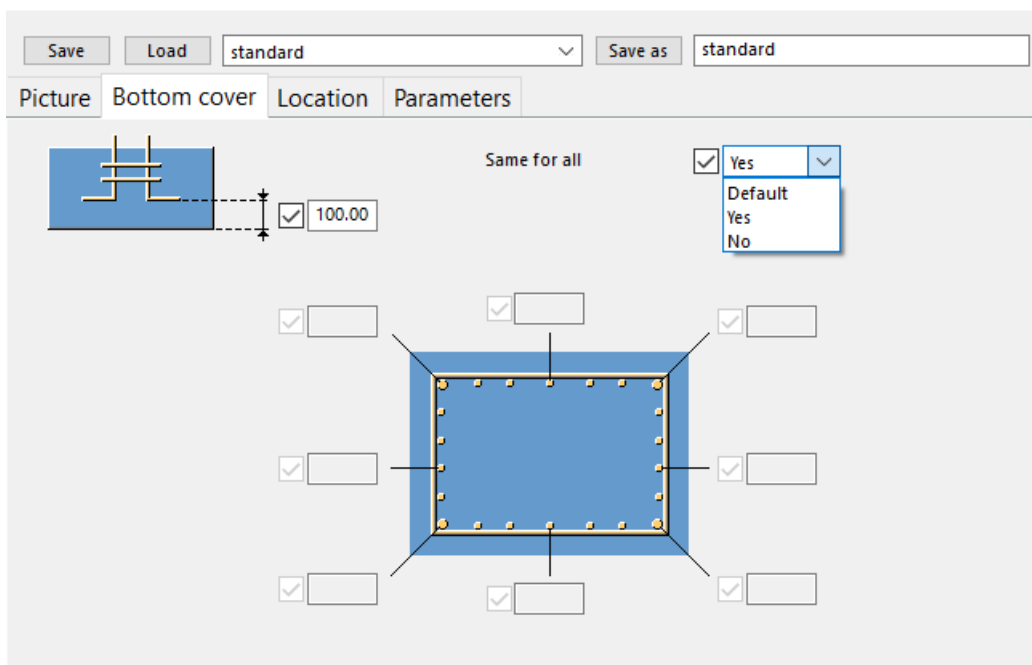 Save Load standard Save as standard
Picture Bottom cover Location Parameters
Same for all Yes
Default
Yes
No
100.00